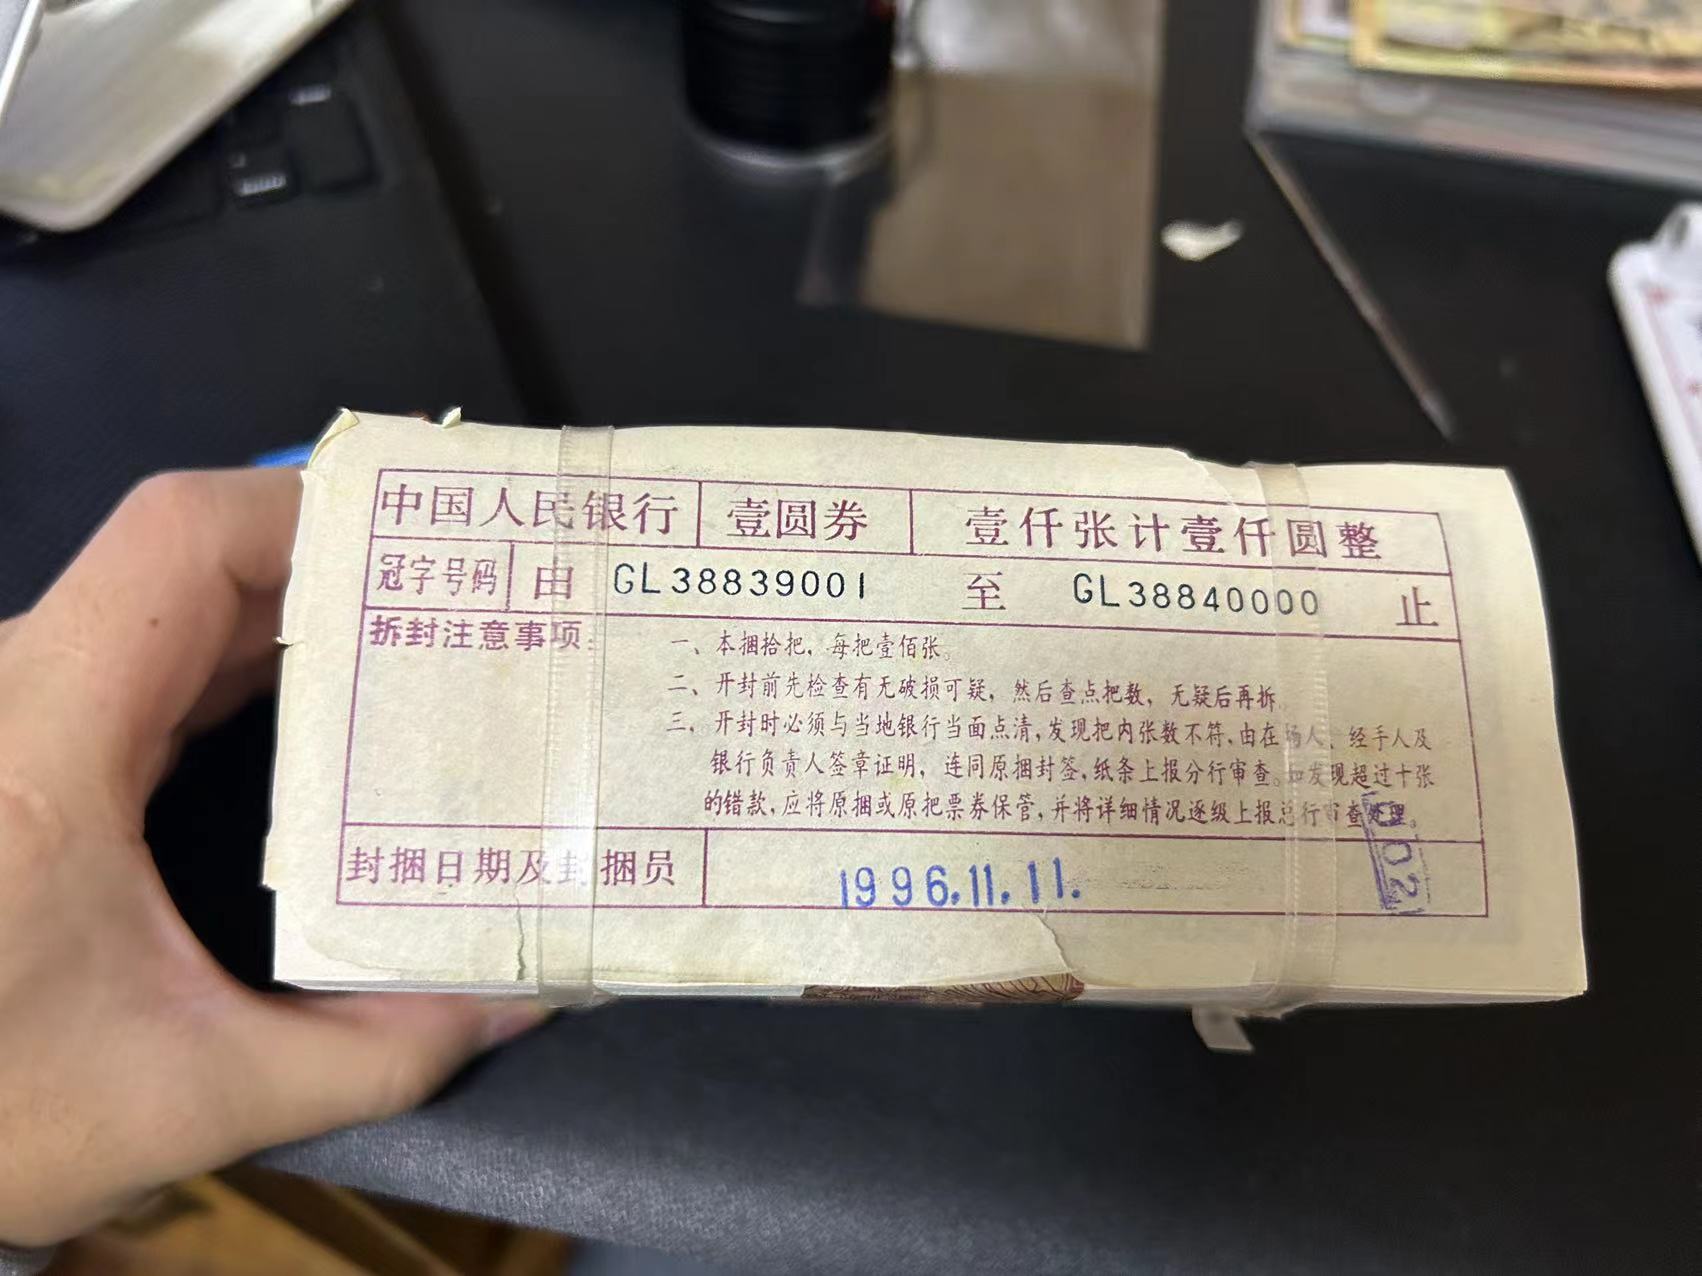 中国人民银行 壹圆券 壹仟张计壹仟圆整
冠字号码 由 GL38839001 至 GL38840000 止
拆封注意事项:
一、本捆拾把，每把壹佰张。
二、开封前先检查有无破损可疑，然后查点把数，无疑后再拆
三、开封时必须与当地银行当面点清，发现把内张数不符，由在场人、经手人及
银行负责人签章证明，连同原捆封签，纸条上报分行审查。如发现超过十张
的错款，应将原捆或原把票券保管，并将详细情况逐级上报总行审查处理。
封捆日期及封捆员 1996.11.11.
002